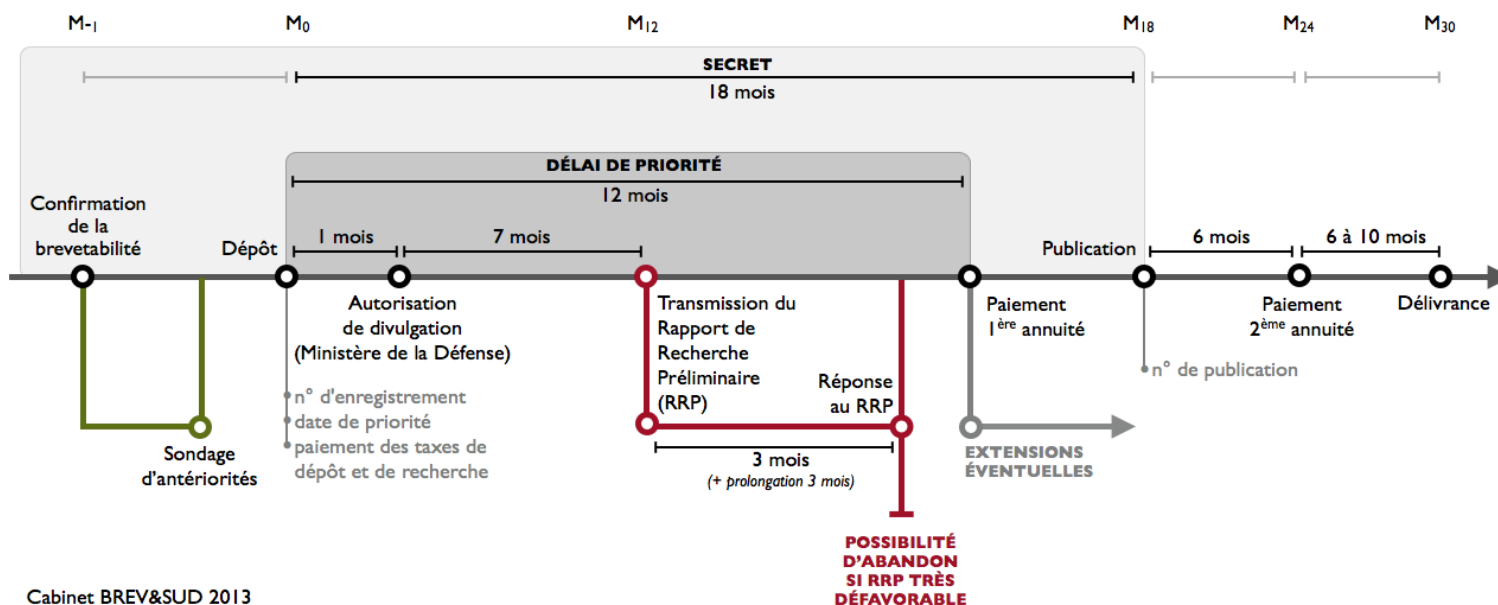 M-1 M0 M12 M18 M24 M30
SECRET
18 mois
DÉLAI DE PRIORITÉ
12 mois
Confirmation
de la
brevetabilité
Dépôt
1 mois
7 mois
Publication
6 mois
6 à 10 mois
Autorisation
de divulgation
(Ministère de la Défense)
n° d'enregistrement
date de priorité
paiement des taxes de
dépôt et de recherche
Sondage
d'antériorités
Transmission du
Rapport de
Recherche
Préliminaire
(RRP)
Réponse
au RRP
3 mois
(+ prolongation 3 mois)
POSSIBILITÉ
D'ABANDON
SI RRP TRÈS
DÉFAVORABLE
Paiement
1ère annuité
EXTENSIONS
ÉVENTUELLES
n° de publication
Paiement
2ème annuité
Délivrance
Cabinet BREV&SUD 2013